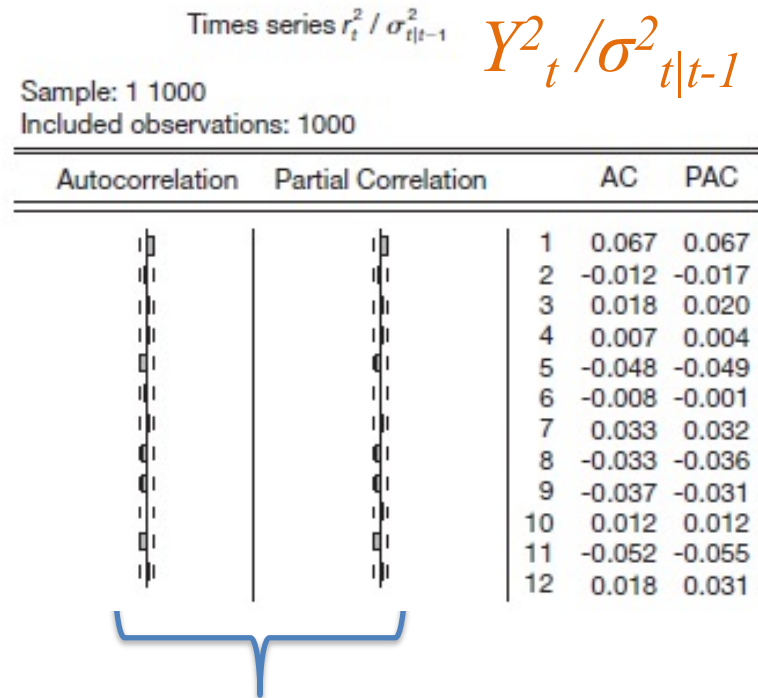 Times series r²ₜ / σ²ₜ|ₜ₋₁ Y²ₜ /σ²ₜ|ₜ₋₁
Sample: 1 1000
Included observations: 1000
Autocorrelation Partial Correlation AC PAC
1 0.067 0.067
2 -0.012 -0.017
3 0.018 0.020
4 0.007 0.004
5 -0.048 -0.049
6 -0.008 -0.001
7 0.033 0.032
8 -0.033 -0.036
9 -0.037 -0.031
10 0.012 0.012
11 -0.052 -0.055
12 0.018 0.031